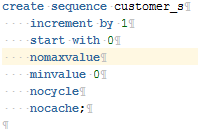 create sequence customer_s¶
····increment by 1¶
····start with 0¶
····nomaxvalue¶
····minvalue 0¶
····nocycle¶
····nocache;¶
¶